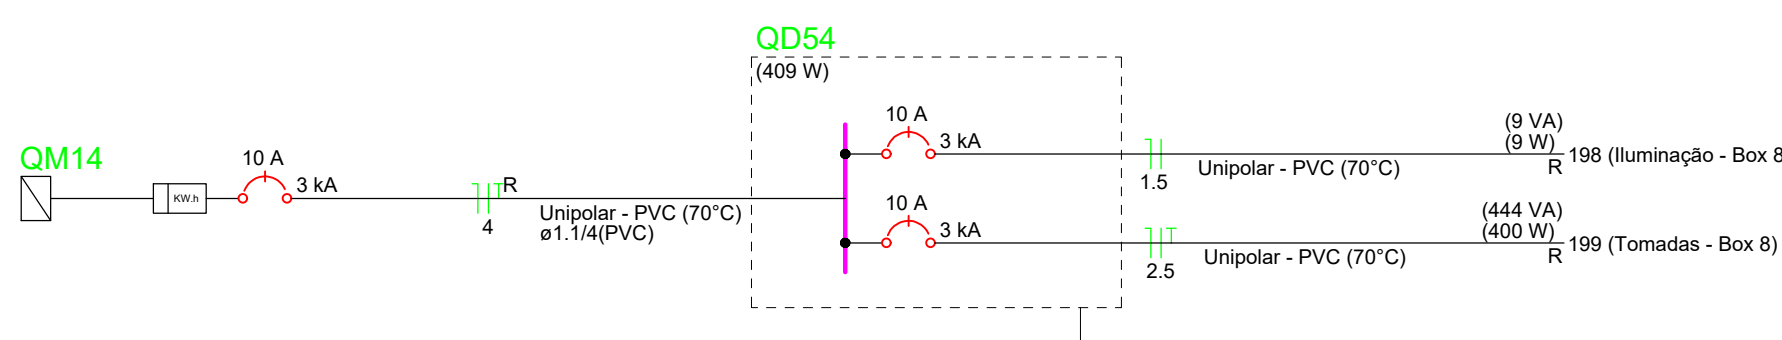 QD54
(409 W)
QM14
KW.h
10 A
3 kA
R
4
Unipolar - PVC (70°C)
ø1.1/4(PVC)
10 A
3 kA
1.5
Unipolar - PVC (70°C)
(9 VA)
(9 W)
R
198 (Iluminação - Box 8
10 A
3 kA
2.5
Unipolar - PVC (70°C)
(444 VA)
(400 W)
R
199 (Tomadas - Box 8)